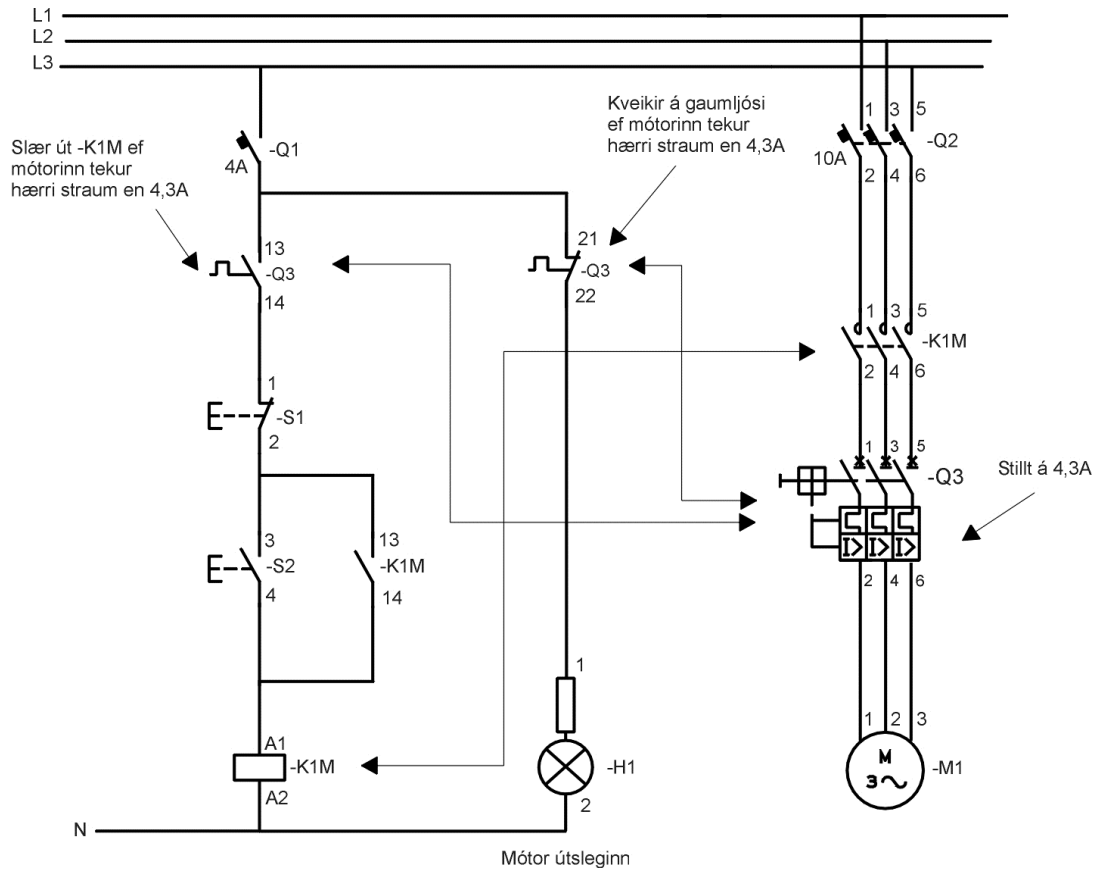 L1
L2
L3
Kveikir á gaumljósi
ef mótorinn tekur
hærri straum en 4,3A
Slær út -K1M ef
mótorinn tekur
hærri straum en 4,3A
-Q1
4A
1 3 5
-Q2
10A
2 4 6
13
-Q3
14
21
-Q3
22
1 3 5
-K1M
2 4 6
1
-S1
2
1 3 5
-Q3
Stillt á 4,3A
I> I> I>
2 4 6
3
-S2
4
13
-K1M
14
1
-H1
2
A1
-K1M
A2
1 2 3
M
3~
-M1
N
Mótor útsleginn